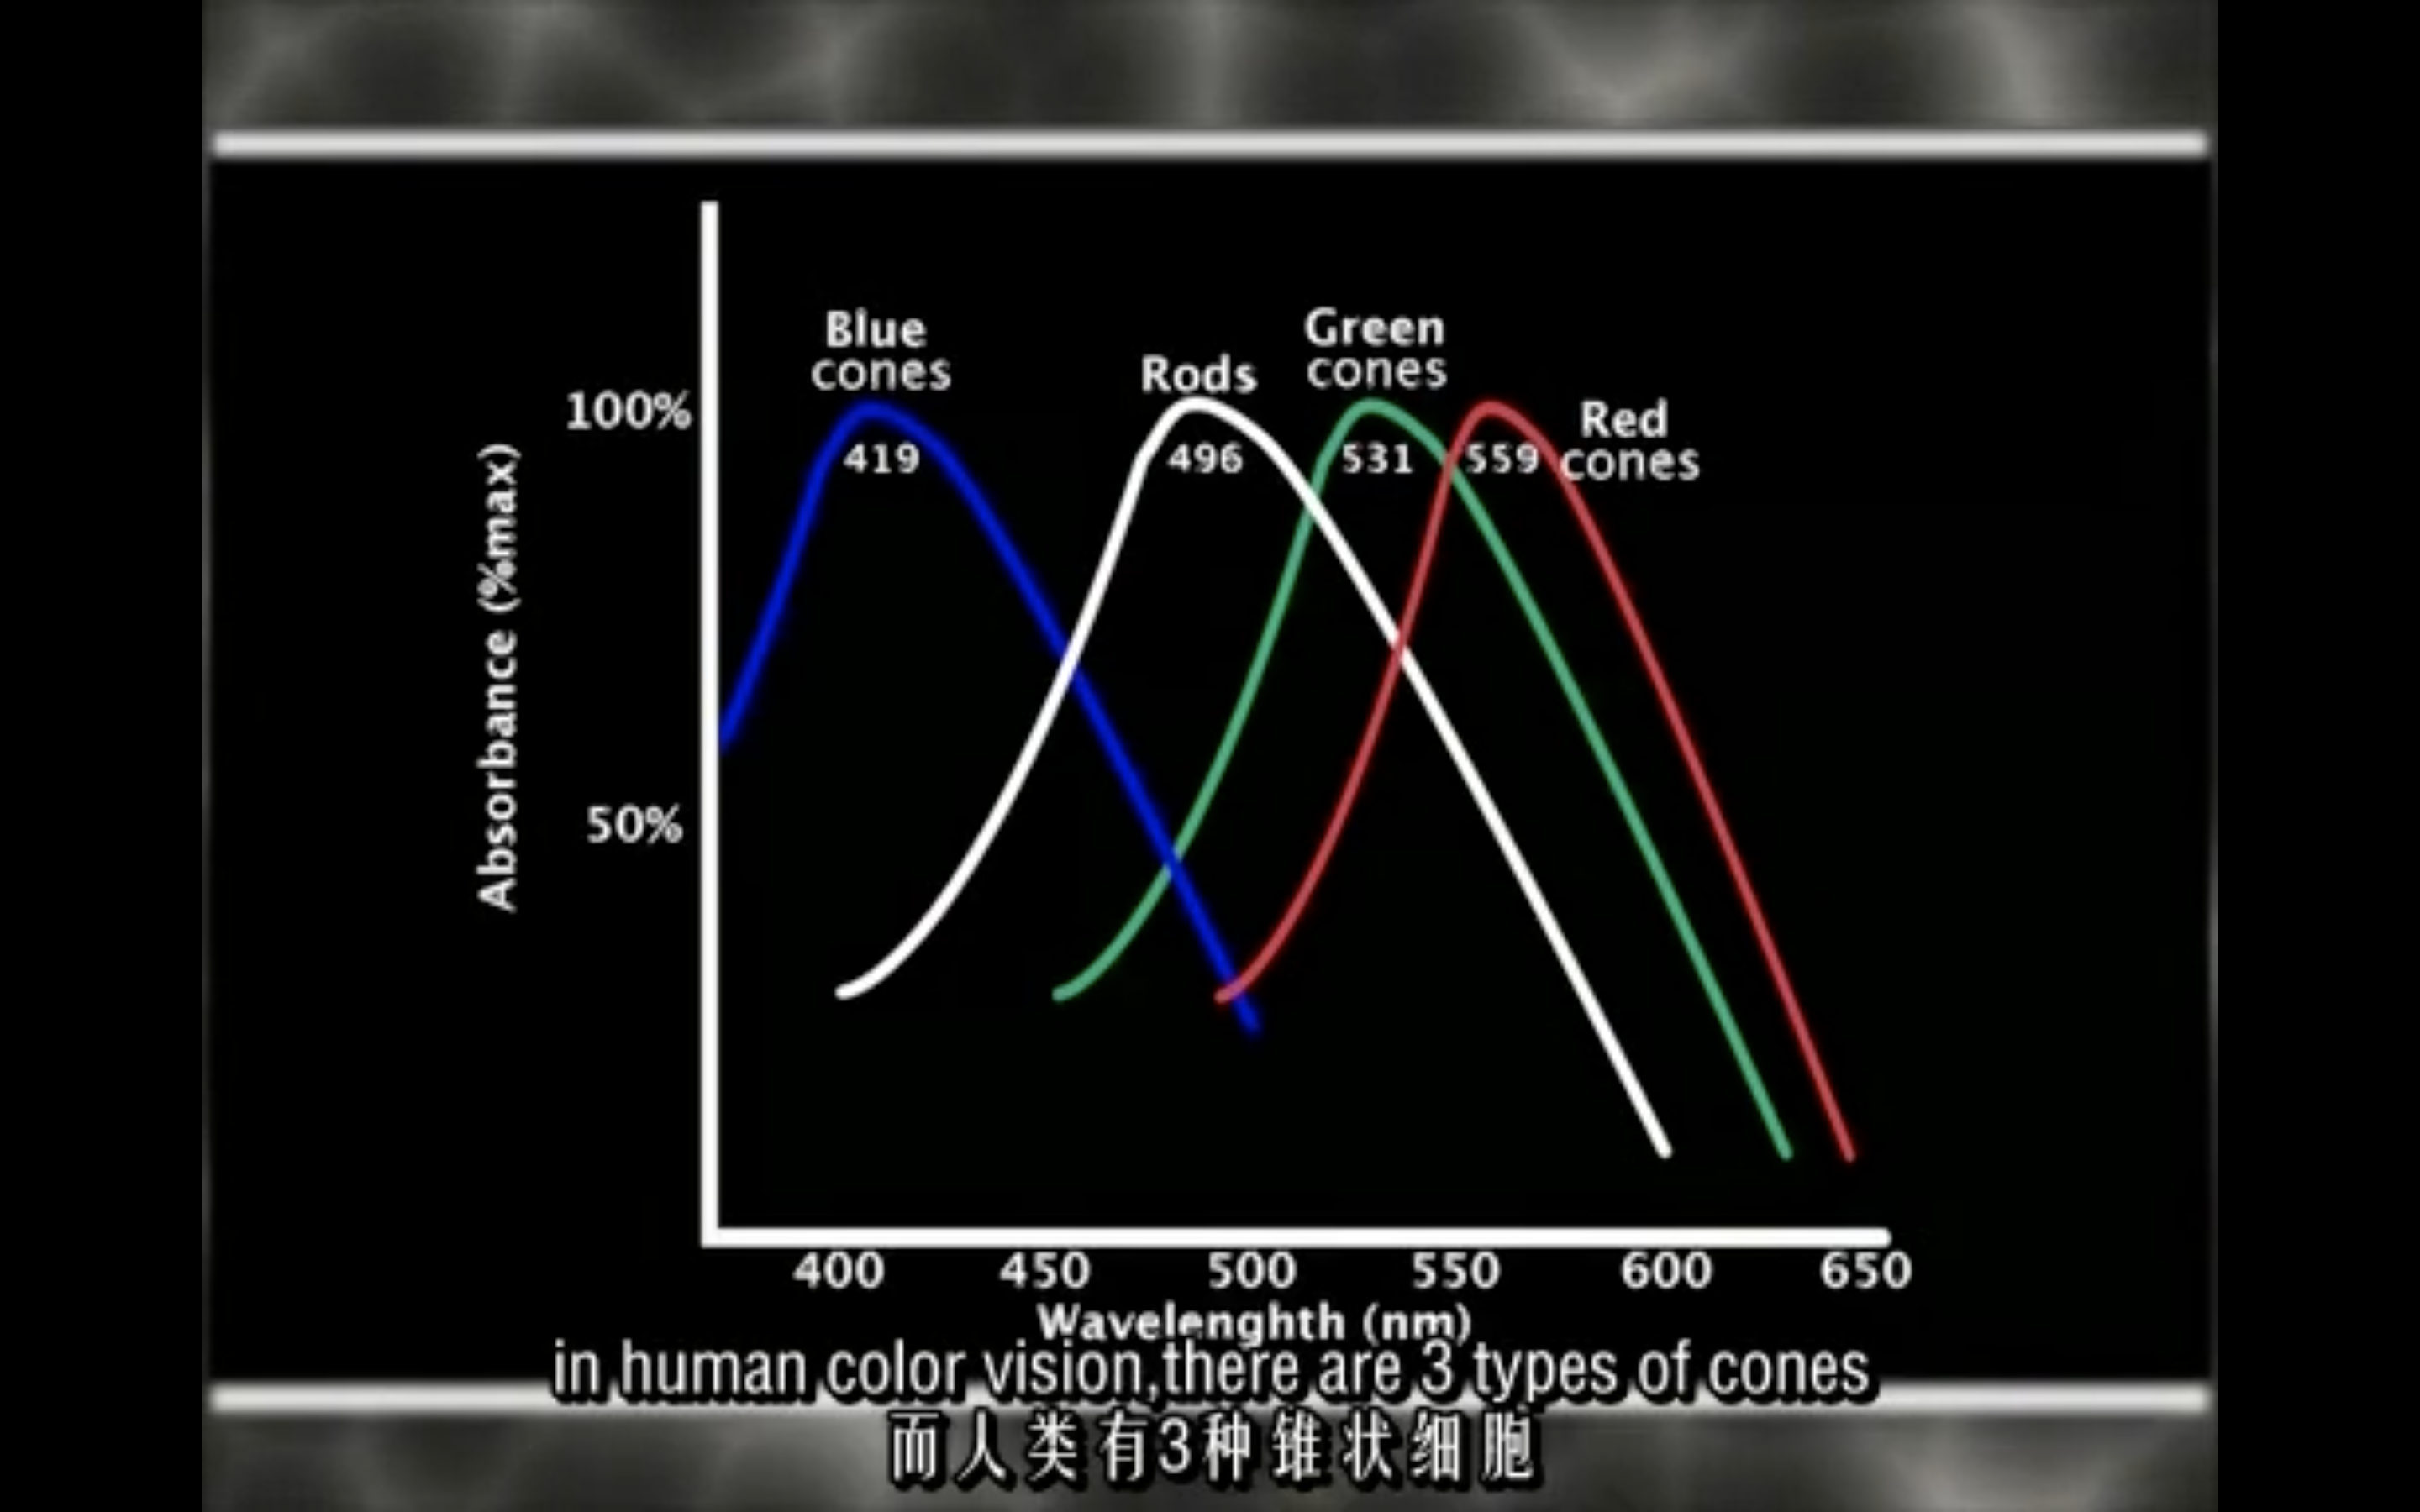 Blue
cones
Rods
Green
cones
Red
cones
100%
419
496
531
559
Absorbance (%max)
50%
400
450
500
550
600
650
Wavelenghth (nm)
in human color vision,there are 3 types of cones
而人类有3种锥状细胞